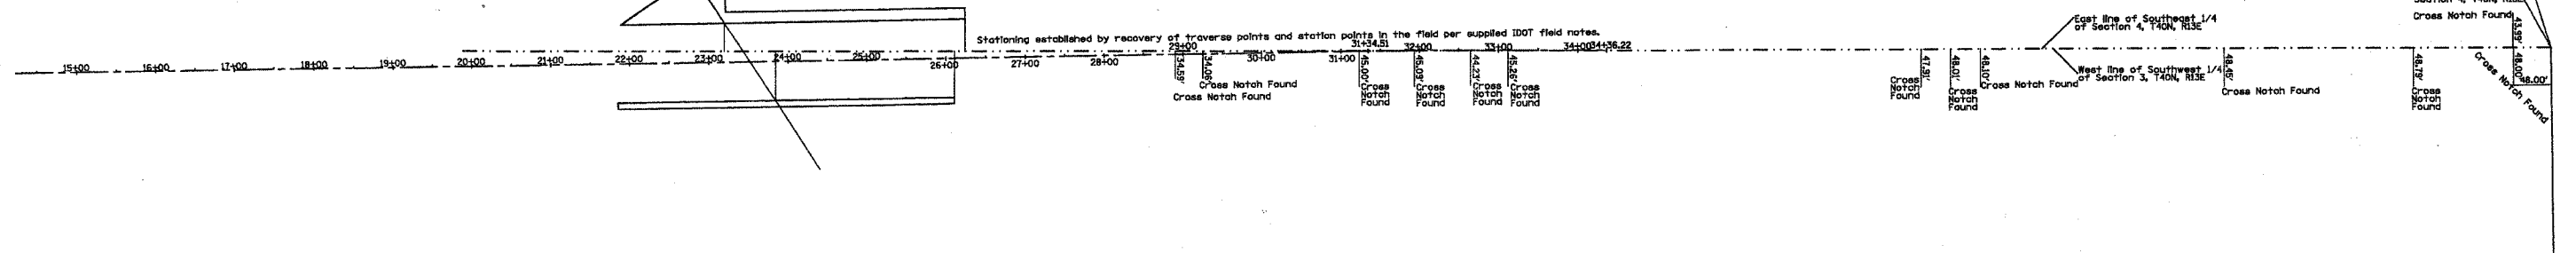 Cross Notch Found
43.99'
East line of Southeast 1/4
of Section 4, T40N, R13E
Stationing established by recovery of traverse points and station points in the field per supplied IDOT field notes.
15+00
16+00
17+00
18+00
19+00
20+00
21+00
22+00
23+00
24+00
25+00
26+00
27+00
28+00
29+00
30+00
31+00
31+34.51
32+00
33+00
34+00
34+36.22
34.59'
Cross Notch Found
34.06'
Cross Notch Found
45.00'
Cross
Notch
Found
45.09'
Cross
Notch
Found
44.23'
Cross
Notch
Found
45.26'
Cross
Notch
Found
47.91'
Cross
Notch
Found
48.01'
Cross
Notch
Found
48.10'
Cross Notch Found
West line of Southwest 1/4
of Section 3, T40N, R13E
48.45'
Cross Notch Found
48.79'
Cross
Notch
Found
48.00'
48.00'
Cross Notch Found